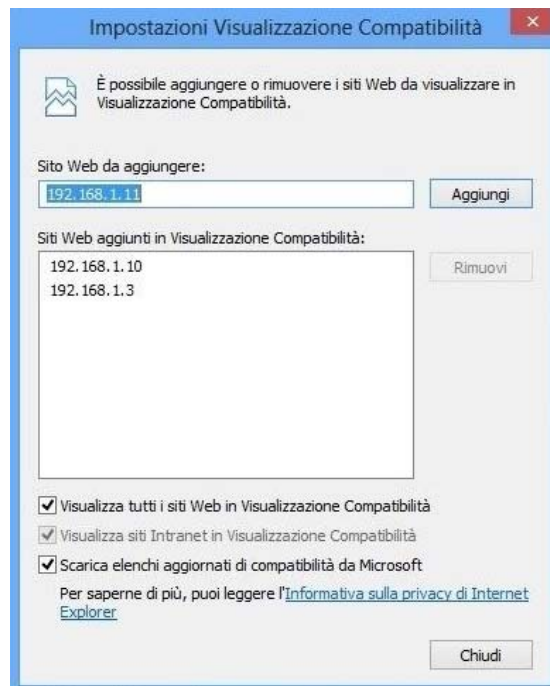 Impostazioni Visualizzazione Compatibilità
È possibile aggiungere o rimuovere i siti Web da visualizzare in
Visualizzazione Compatibilità.
Sito Web da aggiungere:
192.168.1.11
Aggiungi
Siti Web aggiunti in Visualizzazione Compatibilità:
192.168.1.10
192.168.1.3
Rimuovi
Visualizza tutti i siti Web in Visualizzazione Compatibilità
Visualizza siti Intranet in Visualizzazione Compatibilità
Scarica elenchi aggiornati di compatibilità da Microsoft
Per saperne di più, puoi leggere l'Informativa sulla privacy di Internet
Explorer
Chiudi